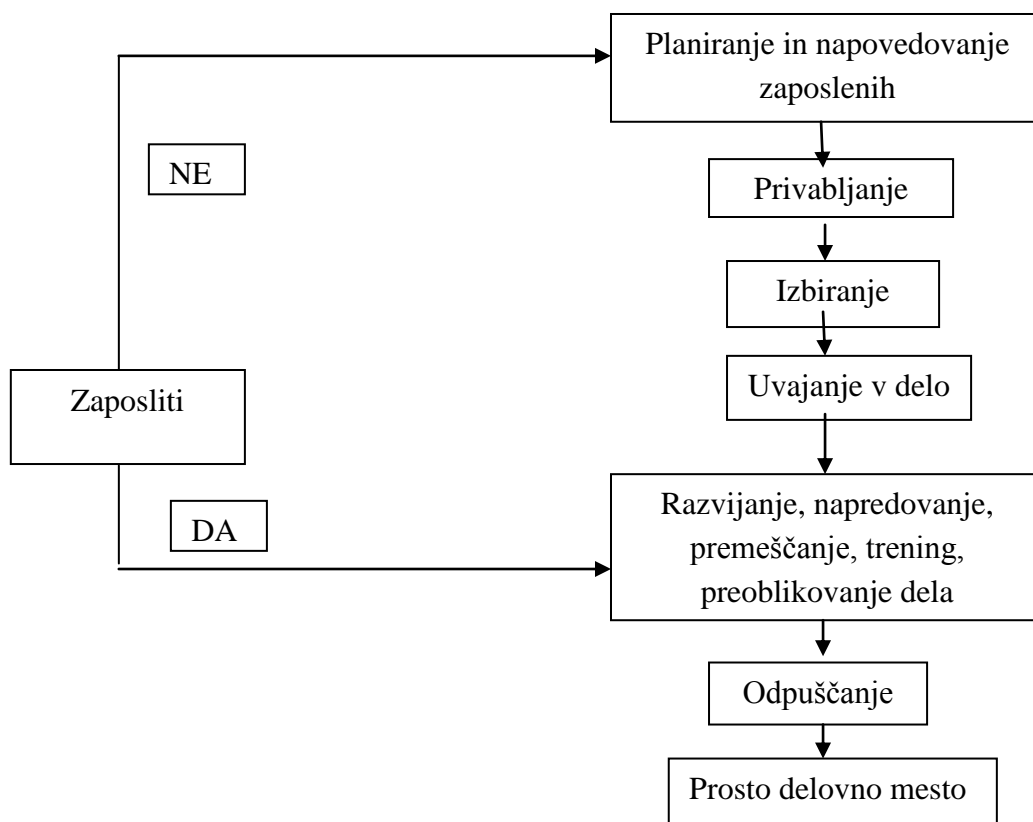 Planiranje in napovedovanje
zaposlenih
NE
Privabljanje
Izbiranje
Zaposliti
Uvajanje v delo
DA
Razvijanje, napredovanje,
premeščanje, trening,
preoblikovanje dela
Odpuščanje
Prosto delovno mesto